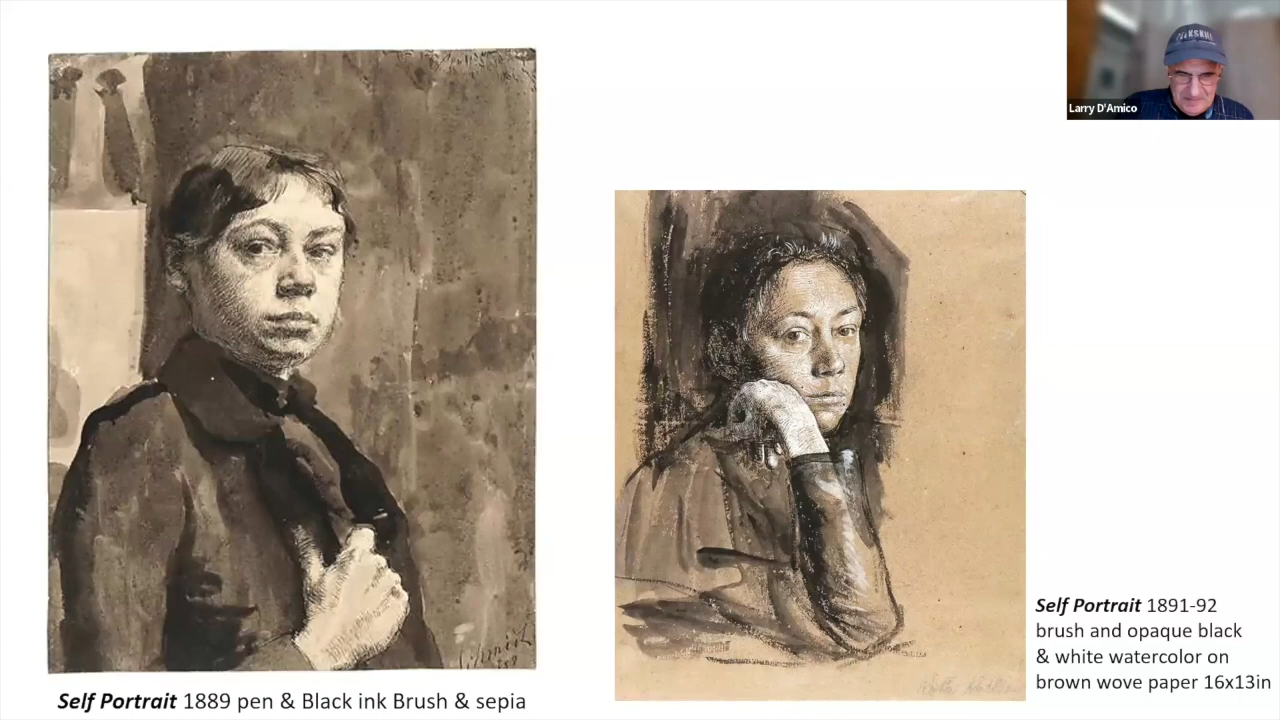 Larry D'Amico
Self Portrait 1889 pen & Black ink Brush & sepia
Self Portrait 1891-92
brush and opaque black
& white watercolor on
brown wove paper 16x13in